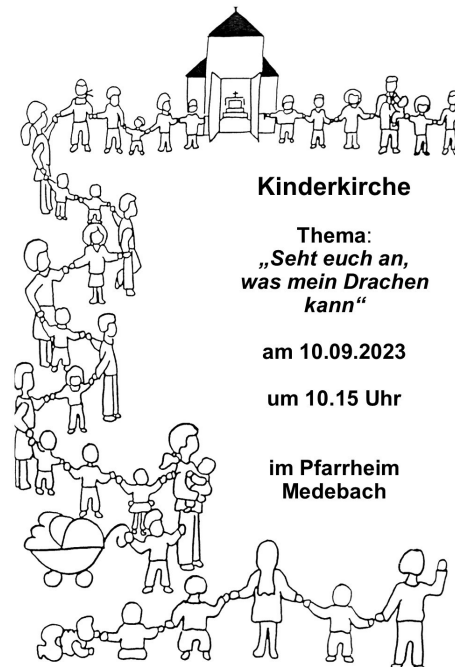 Kinderkirche
Thema:
„Seht euch an,
was mein Drachen
kann“
am 10.09.2023
um 10.15 Uhr
im Pfarrheim
Medebach